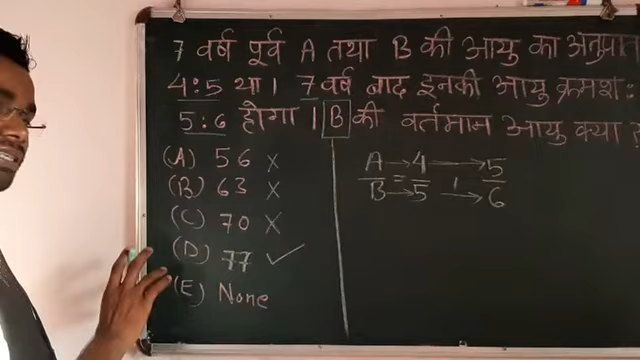 7 वर्ष पूर्व A तथा B की आयु का अनुपात
4:5 था। 7 वर्ष बाद इनकी आयु क्रमशः
5:6 होगा। B की वर्तमान आयु क्या ?
(A) 56 ×
(B) 63 ×
(C) 70 ×
(D) 77 ✓
(E) None
A → 4 → 5
— = — 1 —
B → 5 → 6